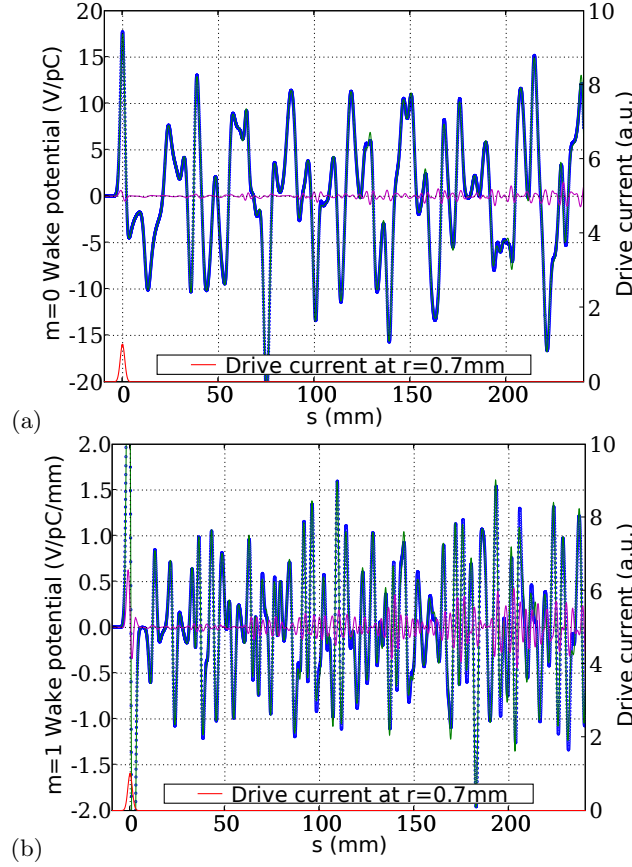 20
15
10
5
0
-5
-10
-15
-20
m=0 Wake potential (V/pC)
10
8
6
4
2
0
Drive current (a.u.)
Drive current at r=0.7mm
0 50 100 150 200
s (mm)
(a)
2.0
1.5
1.0
0.5
0.0
-0.5
-1.0
-1.5
-2.0
m=1 Wake potential (V/pC/mm)
10
8
6
4
2
0
Drive current (a.u.)
Drive current at r=0.7mm
0 50 100 150 200
s (mm)
(b)